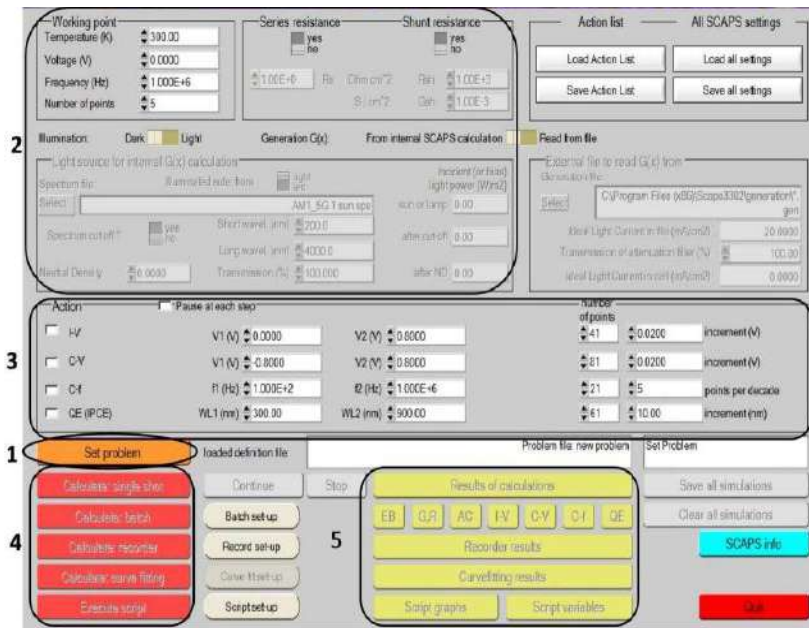 Working point
Temperature (K) 300.00
Voltage (V) 0.0000
Frequency (Hz) 1.000E+6
Number of points 5
Series resistance
yes
no
Shunt resistance
yes
no
1.00E+0 Rs Ohm.cm^2 Rsh 1.00E+3
S / cm^2 Gsh 1.00E-3
Action list
All SCAPS settings
Load Action List
Load all settings
Save Action List
Save all settings
2
Illumination: Dark Light Generation G(x): From internal SCAPS calculation Read from file
Light source for internal G(x) calculation
Spectrum file: Illuminated side: from right
left
Incident (or bias)
light power (W/m2)
Select AM1_5G 1 sun.spe sun or lamp 0.00
Spectrum cut off ? yes
no
Short wavel. (nm) 200.0
after cut-off 0.00
Long wavel. (nm) 4000.0
Neutral Density 0.0000 Transmission (%) 100.000 after ND 0.00
External file to read G(x) from
Generation file:
Select C:\Program Files (x86)\Scaps3302\generation\*.
gen
Ideal Light Current in file (mA/cm2) 20.0000
Transmission of attenuation filter (%) 100.00
Ideal Light Current in cell (mA/cm2) 0.0000
3
Action
Pause at each step
number
of points
I-V V1 (V) 0.0000 V2 (V) 0.8000 41 0.0200 increment (V)
C-V V1 (V) -0.8000 V2 (V) 0.8000 81 0.0200 increment (V)
C-f f1 (Hz) 1.000E+2 f2 (Hz) 1.000E+6 21 5 points per decade
QE (IPCE) WL1 (nm) 300.00 WL2 (nm) 900.00 61 10.00 increment (nm)
1
Set problem
loaded definition file:
Problem file: new problem
Set Problem
4
Calculate: single shot
Continue
Stop
Results of calculations
Save all simulations
Calculate: batch
Batch set-up
EB G,R AC I-V C-V C-f QE
Clear all simulations
Calculate: recorder
Record set-up
5
Recorder results
SCAPS info
Calculate: curve fitting
Curve fit set-up
Curvefitting results
Execute script
Script set-up
Script graphs
Script variables
Quit